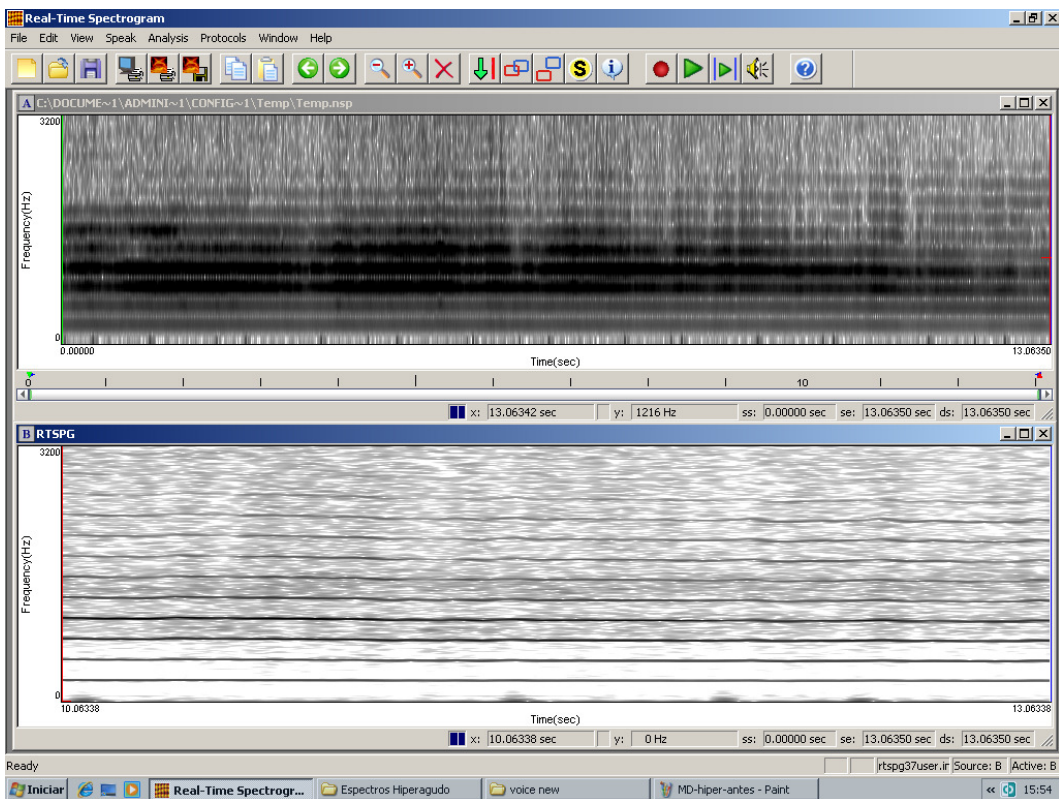 Real-Time Spectrogram
File Edit View Speak Analysis Protocols Window Help
S
A C:\DOCUME~1\ADMINI~1\CONFIG~1\Temp\Temp.nsp
3200
Frequency(Hz)
0
0.00000 13.06350
Time(sec)
0 10
x: 13.06342 sec y: 1216 Hz ss: 0.00000 sec se: 13.06350 sec ds: 13.06350 sec
B RTSPG
3200
Frequency(Hz)
0
10.06338 13.06338
Time(sec)
x: 10.06338 sec y: 0 Hz ss: 0.00000 sec se: 13.06350 sec ds: 13.06350 sec
Ready rtspg37user.ir Source: B Active: B
Iniciar Real-Time Spectrogr... Espectros Hiperagudo voice new MD-hiper-antes - Paint « 15:54